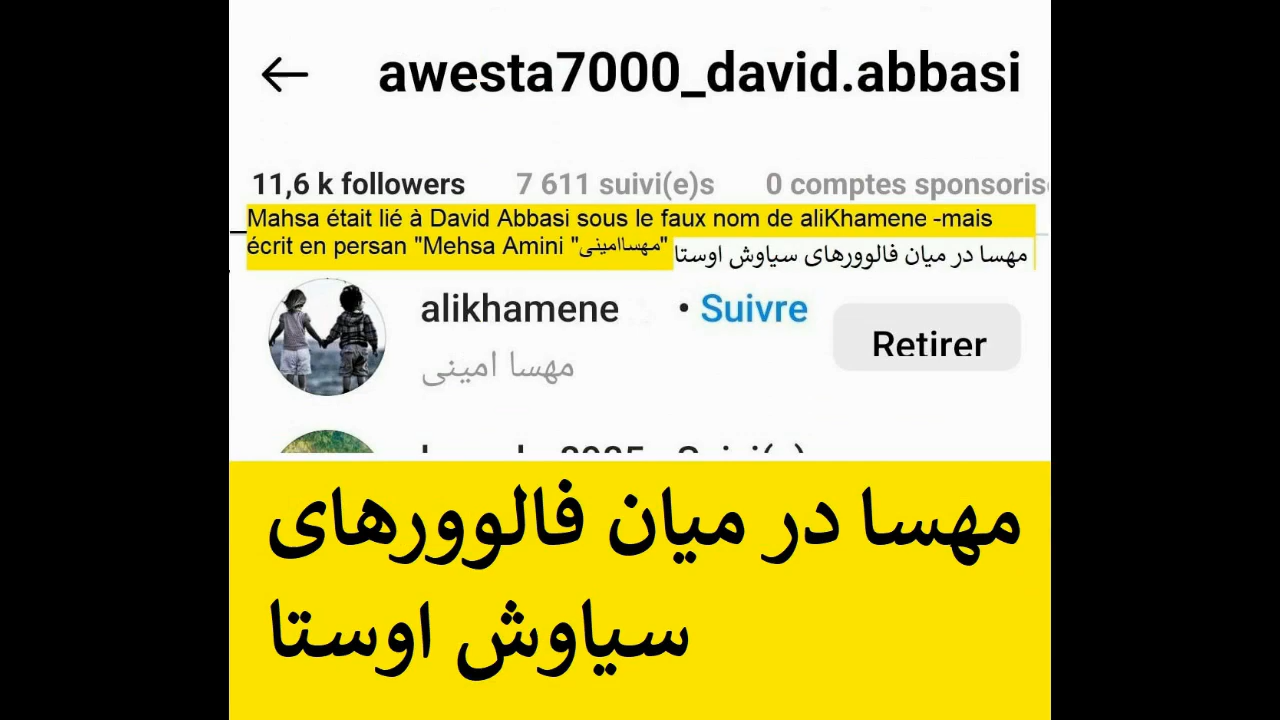 awesta7000_david.abbasi
11,6 k followers 7 611 suivi(e)s 0 comptes sponsoris
Mahsa était lié à David Abbasi sous le faux nom de aliKhamene -mais
écrit en persan "Mehsa Amini "مهساامینی"
مهسا در میان فالوورهای سیاوش اوستا
alikhamene • Suivre
مهسا امینی
Retirer
مهسا در میان فالوورهای
سیاوش اوستا